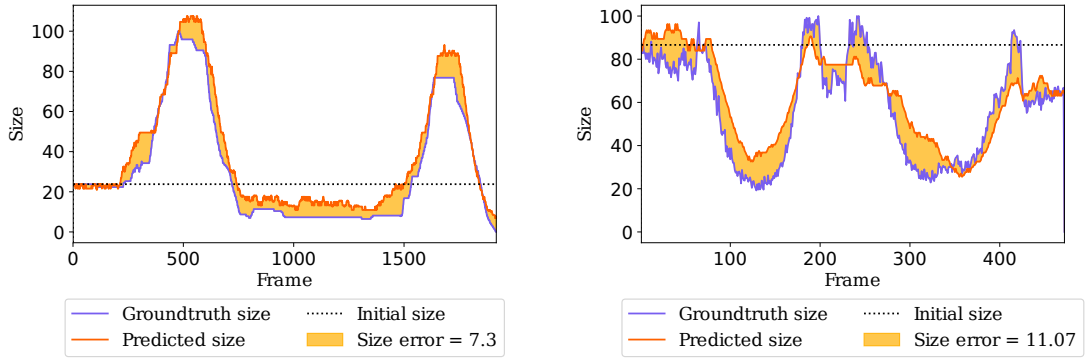 Size
100
80
60
40
20
0
0 500 1000 1500
Frame
Groundtruth size
Initial size
Predicted size
Size error = 7.3
Size
100
80
60
40
20
0
100 200 300 400
Frame
Groundtruth size
Initial size
Predicted size
Size error = 11.07